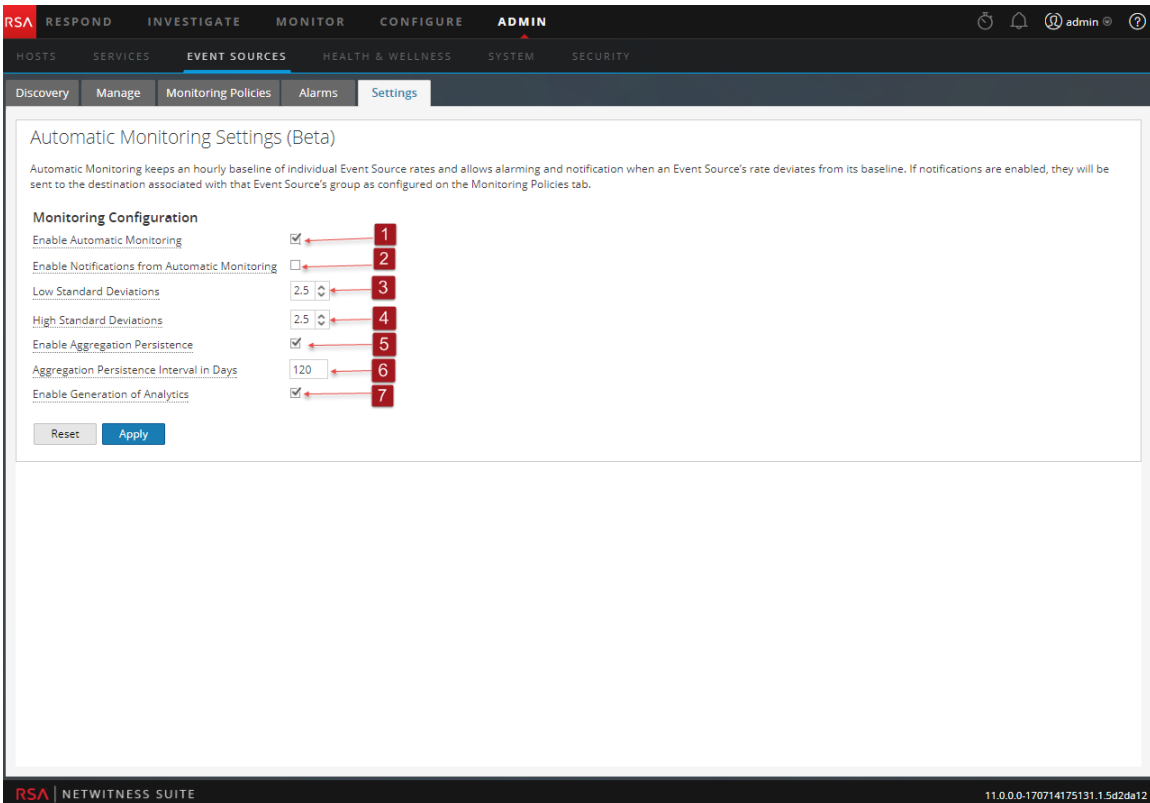 RSA RESPOND INVESTIGATE MONITOR CONFIGURE ADMIN admin ?
HOSTS SERVICES EVENT SOURCES HEALTH & WELLNESS SYSTEM SECURITY
Discovery Manage Monitoring Policies Alarms Settings
Automatic Monitoring Settings (Beta)
Automatic Monitoring keeps an hourly baseline of individual Event Source rates and allows alarming and notification when an Event Source's rate deviates from its baseline. If notifications are enabled, they will be
sent to the destination associated with that Event Source's group as configured on the Monitoring Policies tab.
Monitoring Configuration
Enable Automatic Monitoring 1
Enable Notifications from Automatic Monitoring 2
Low Standard Deviations 2.5 3
High Standard Deviations 2.5 4
Enable Aggregation Persistence 5
Aggregation Persistence Interval in Days 120 6
Enable Generation of Analytics 7
Reset Apply
RSA NETWITNESS SUITE 11.0.0.0-170714175131.1.5d2da12